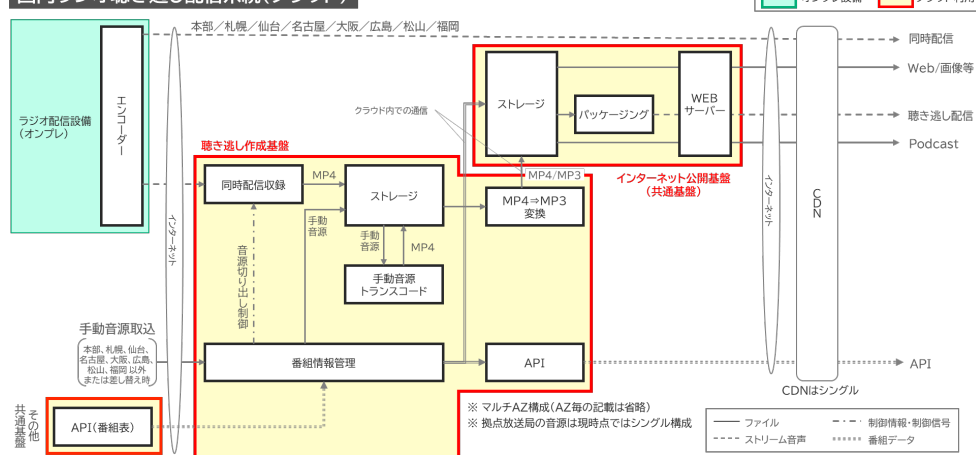 本部／札幌／仙台／名古屋／大阪／広島／松山／福岡
同時配信
Web/画像等
聴き逃し配信
Podcast
ラジオ配信設備
（オンプレ）
エンコーダー
インターネット
クラウド内での通信
ストレージ
パッケージング
WEB
サーバー
インターネット公開基盤
（共通基盤）
インターネット
CDN
CDNはシングル
聴き逃し作成基盤
同時配信収録
MP4
ストレージ
MP4/MP3
MP4⇒MP3
変換
手動
音源
手動
音源
MP4
音源切り出し制御
手動音源
トランスコード
手動音源取込
本部、札幌、仙台、
名古屋、大阪、広島、
松山、福岡 以外
または差し替え時
番組情報管理
API
API
その他
共通基盤
API（番組表）
※ マルチAZ構成（AZ毎の記載は省略）
※ 拠点放送局の音源は現時点ではシングル構成
ファイル
制御情報・制御信号
ストリーム音声
番組データ